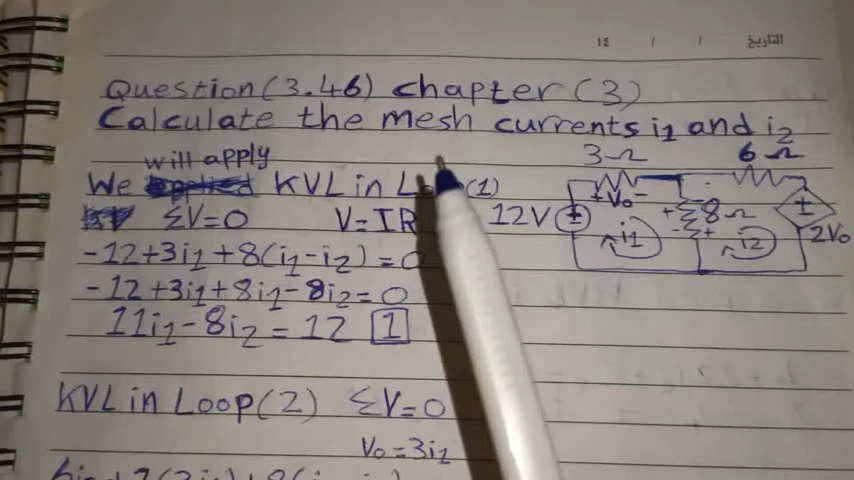 ١٤ / / التاريخ
Question (3.46) chapter (3)
Calculate the mesh currents i1 and i2
will apply
We KVL in Loop(1)
ΣV=0 V=IR
-12+3i1+8(i1-i2)=0
-12+3i1+8i1-8i2=0
11i1-8i2=12 1
3Ω 6Ω
+Vo-
12V ± + 8Ω ±
- +
i1 i2 2Vo
KVL in Loop(2) ΣV=0
Vo=3i1